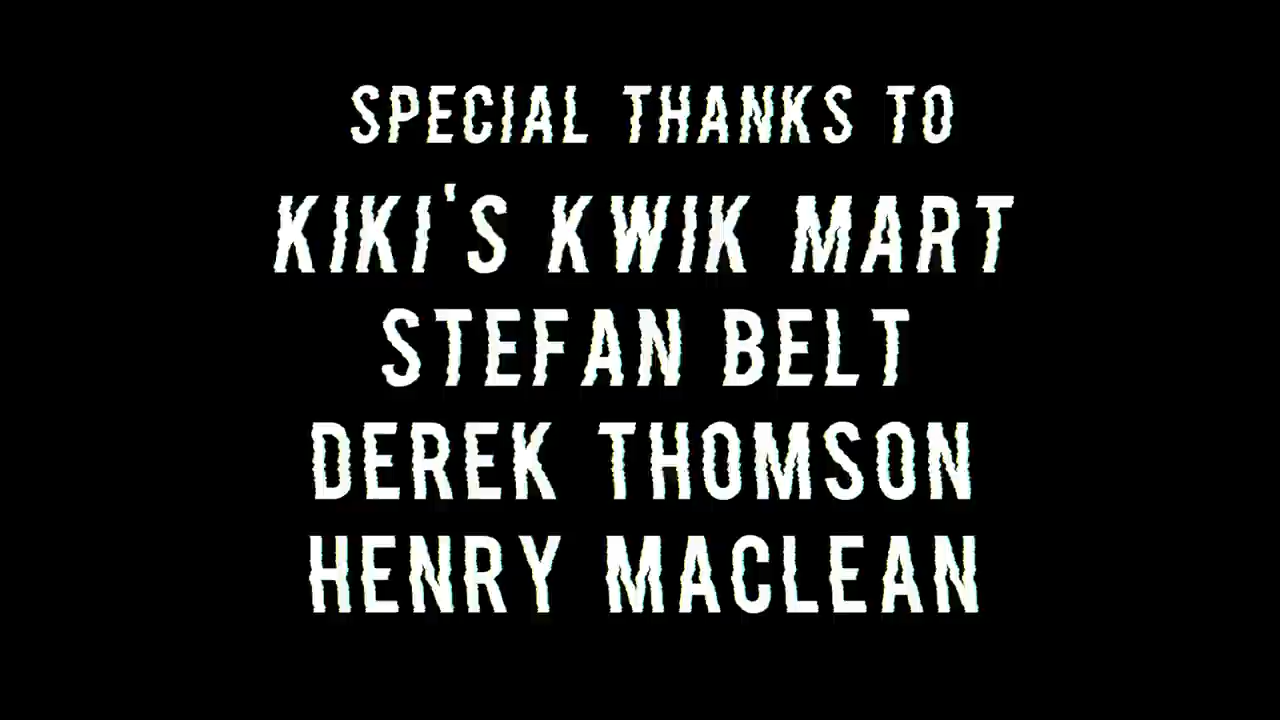 SPECIAL THANKS TO
KIKI'S KWIK MART
STEFAN BELT
DEREK THOMSON
HENRY MACLEAN